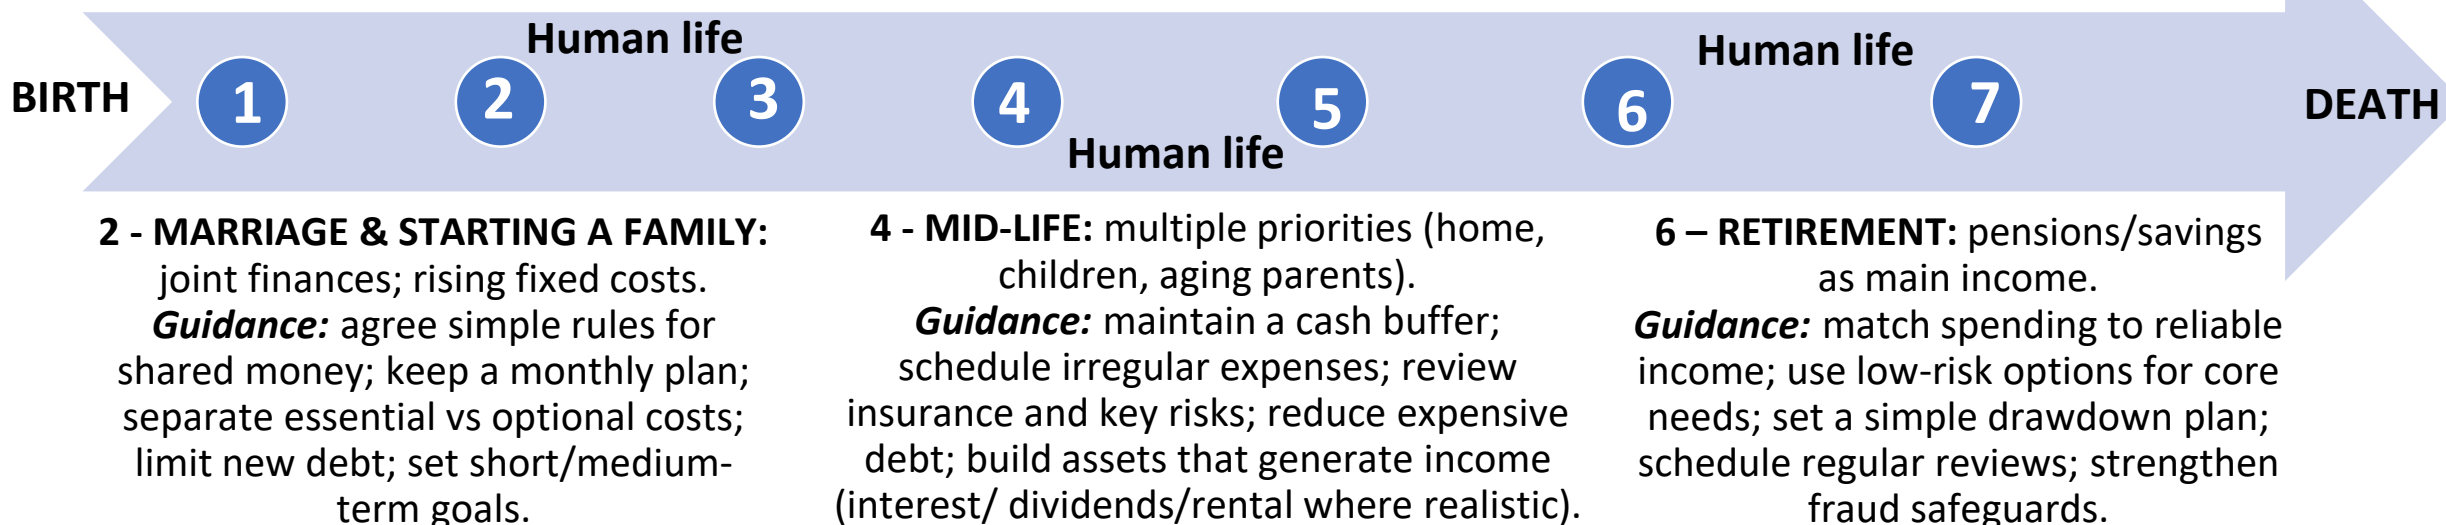 Human life
Human life
BIRTH
1
2
3
4
5
6
7
DEATH
Human life
2 - MARRIAGE & STARTING A FAMILY:
joint finances; rising fixed costs.
Guidance: agree simple rules for
shared money; keep a monthly plan;
separate essential vs optional costs;
limit new debt; set short/medium-
term goals.
4 - MID-LIFE: multiple priorities (home,
children, aging parents).
Guidance: maintain a cash buffer;
schedule irregular expenses; review
insurance and key risks; reduce expensive
debt; build assets that generate income
(interest/ dividends/rental where realistic).
6 – RETIREMENT: pensions/savings
as main income.
Guidance: match spending to reliable
income; use low-risk options for core
needs; set a simple drawdown plan;
schedule regular reviews; strengthen
fraud safeguards.